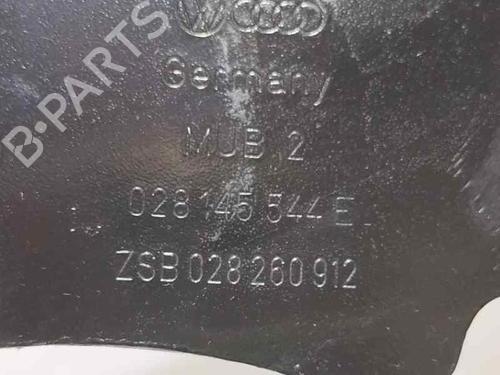 B-PARTS
Germany
MUB 2
028 145 544 E
ZSB 028 260 912